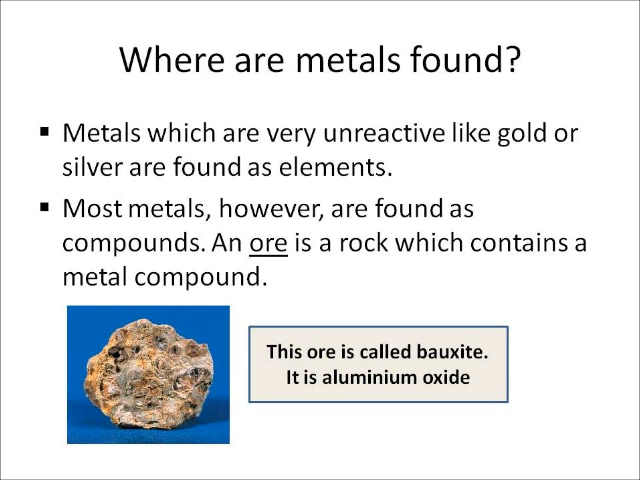 Where are metals found?
▪ Metals which are very unreactive like gold or
silver are found as elements.
▪ Most metals, however, are found as
compounds. An ore is a rock which contains a
metal compound.
This ore is called bauxite.
It is aluminium oxide